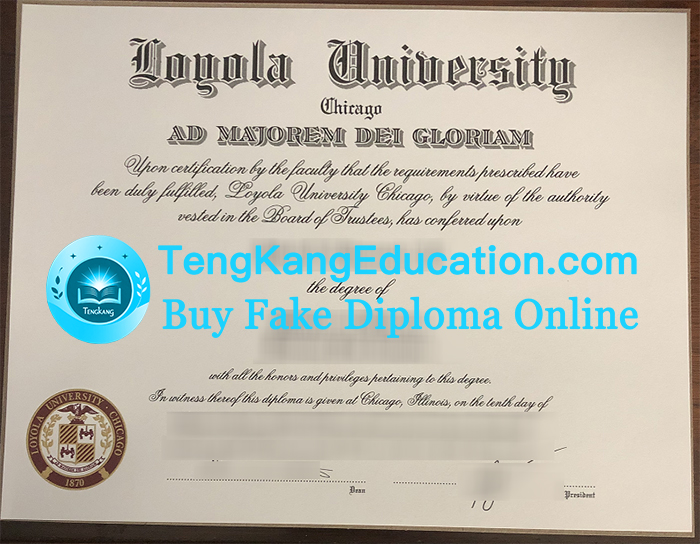 Loyola University
Chicago
AD MAJOREM DEI GLORIAM
Upon certification by the faculty that the requirements prescribed have
been duly fulfilled, Loyola University Chicago, by virtue of the authority
vested in the Board of Trustees, has conferred upon
TengKangEducation.com
TENGKANG
the degree of
Buy Fake Diploma Online
with all the honors and privileges pertaining to this degree.
In witness thereof this diploma is given at Chicago, Illinois, on the tenth day of
LOYOLA UNIVERSITY · CHICAGO
1870
Dean
President